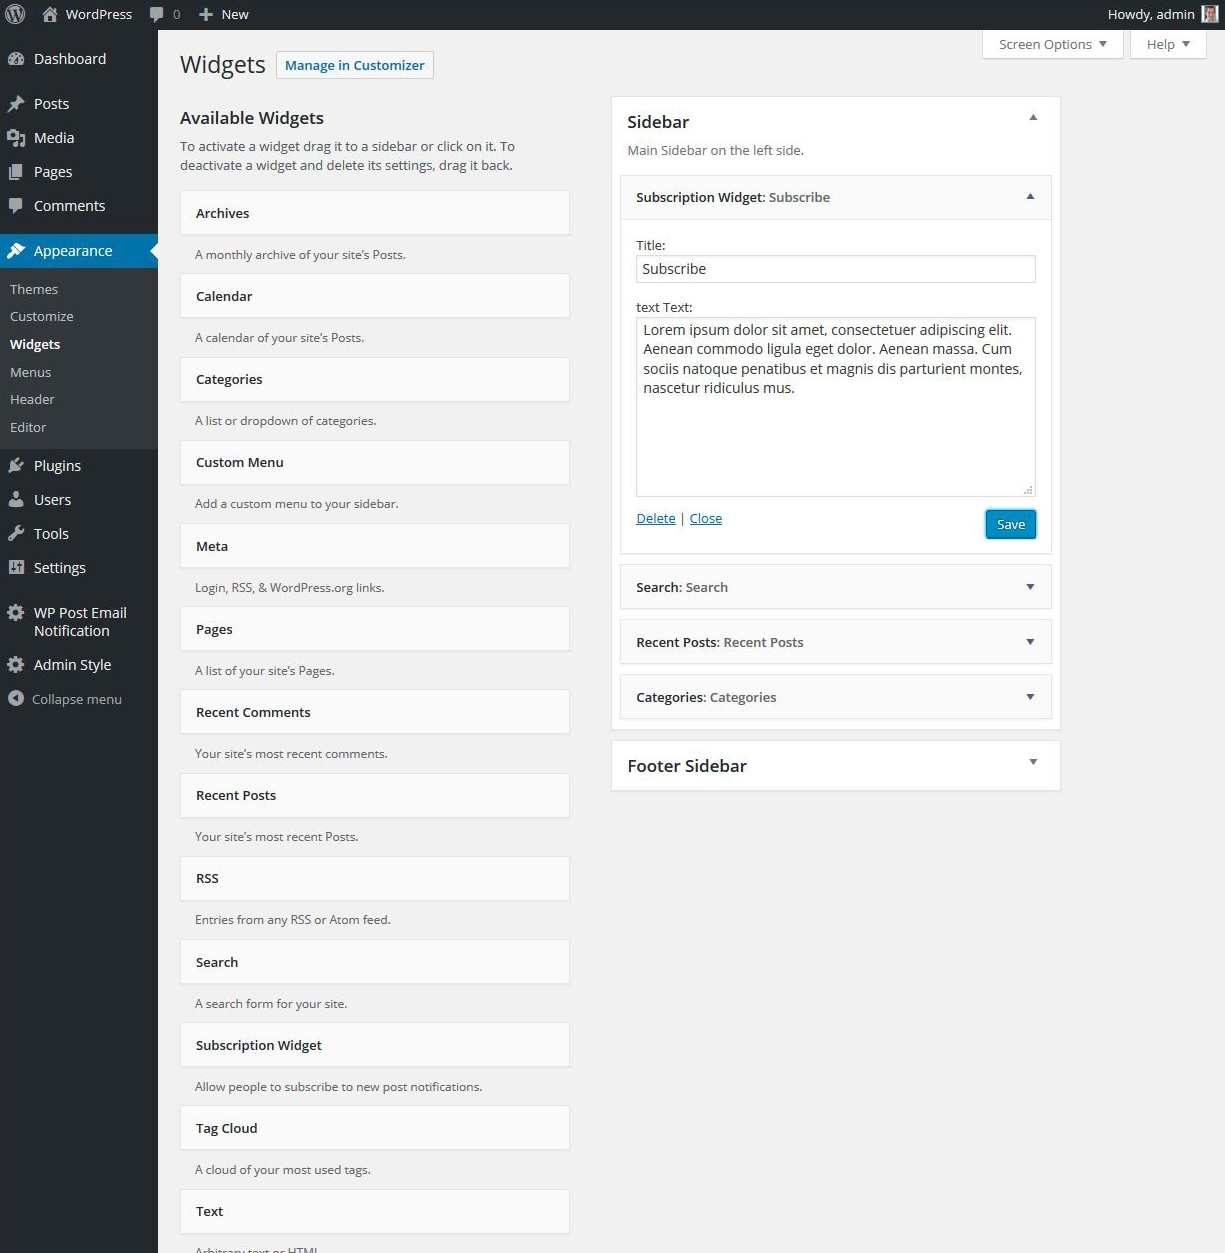 WordPress 0 New Howdy, admin
Dashboard
Posts
Media
Pages
Comments
Appearance
Themes
Customize
Widgets
Menus
Header
Editor
Plugins
Users
Tools
Settings
WP Post Email
Notification
Admin Style
Collapse menu
Screen Options Help
Widgets Manage in Customizer
Available Widgets
To activate a widget drag it to a sidebar or click on it. To
deactivate a widget and delete its settings, drag it back.
Archives
A monthly archive of your site’s Posts.
Calendar
A calendar of your site’s Posts.
Categories
A list or dropdown of categories.
Custom Menu
Add a custom menu to your sidebar.
Meta
Login, RSS, & WordPress.org links.
Pages
A list of your site’s Pages.
Recent Comments
Your site’s most recent comments.
Recent Posts
Your site’s most recent Posts.
RSS
Entries from any RSS or Atom feed.
Search
A search form for your site.
Subscription Widget
Allow people to subscribe to new post notifications.
Tag Cloud
A cloud of your most used tags.
Text
Arbitrary text or HTML.
Sidebar
Main Sidebar on the left side.
Subscription Widget: Subscribe
Title:
Subscribe
text Text:
Lorem ipsum dolor sit amet, consectetuer adipiscing elit.
Aenean commodo ligula eget dolor. Aenean massa. Cum
sociis natoque penatibus et magnis dis parturient montes,
nascetur ridiculus mus.
Delete | Close Save
Search: Search
Recent Posts: Recent Posts
Categories: Categories
Footer Sidebar